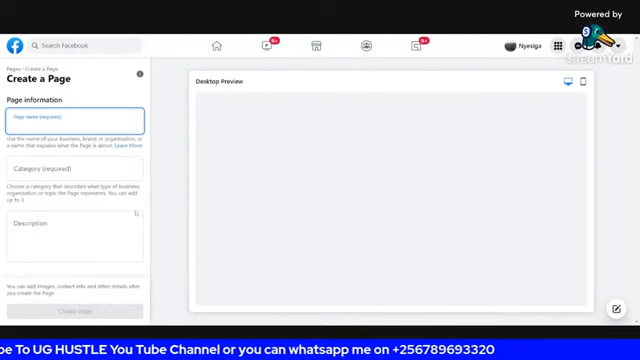 Powered by
StreamYard
Search Facebook
9+
9+
Nyesiga
Pages · Create a Page
Create a Page
Page information
Page name (required)
Use the name of your business, brand or organization, or
a name that explains what the Page is about. Learn More
Category (required)
Choose a category that describes what type of business,
organization or topic the Page represents. You can add
up to 3.
Description
You can add images, contact info and other details after
you create the Page.
Create Page
Desktop Preview
be To UG HUSTLE You Tube Channel or you can whatsapp me on +256789693320